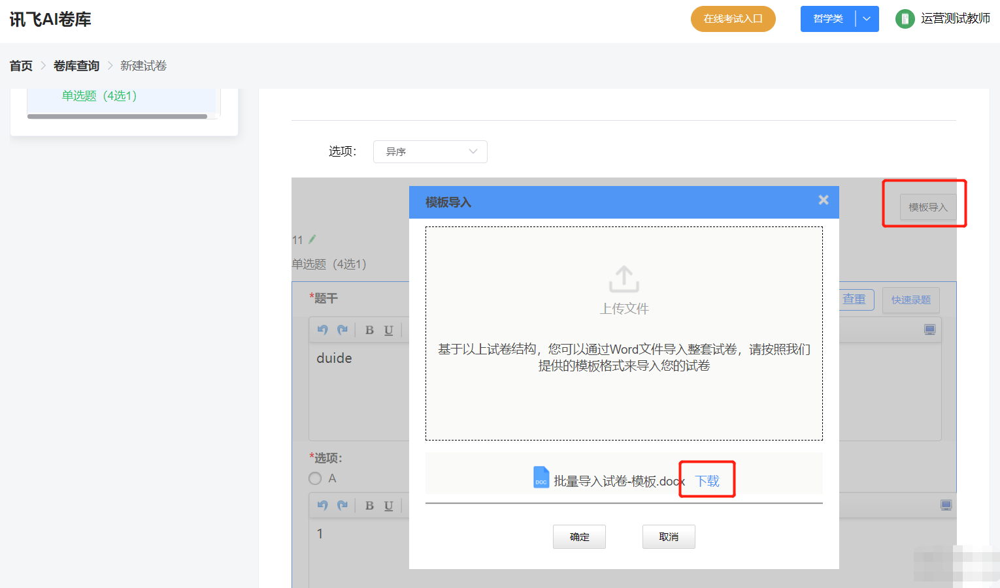 讯飞AI卷库
在线考试入口
哲学类
运营测试教师
首页 > 卷库查询 > 新建试卷
单选题（4选1）
选项：
异序
模板导入
模板导入
11
单选题（4选1）
*题干
查重
快速录题
B U
duide
上传文件
基于以上试卷结构，您可以通过Word文件导入整套试卷，请按照我们
提供的模板格式来导入您的试卷
*选项：
A
DOC 批量导入试卷-模板.docx 下载
B U
1
确定
取消